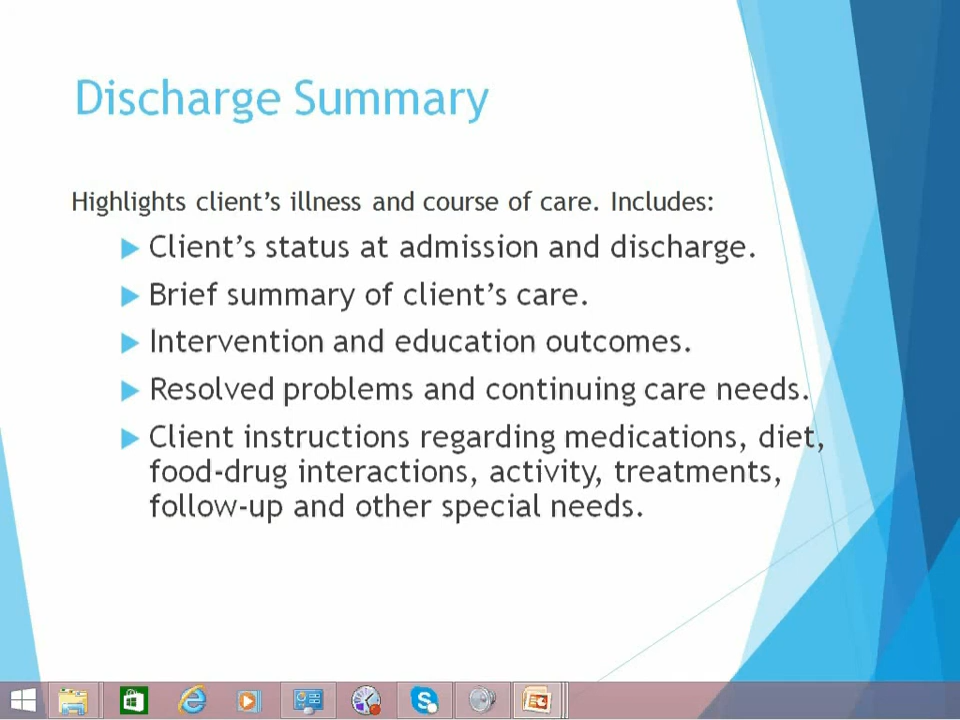 Discharge Summary
Highlights client's illness and course of care. Includes:
Client's status at admission and discharge.
Brief summary of client's care.
Intervention and education outcomes.
Resolved problems and continuing care needs.
Client instructions regarding medications, diet,
food-drug interactions, activity, treatments,
follow-up and other special needs.